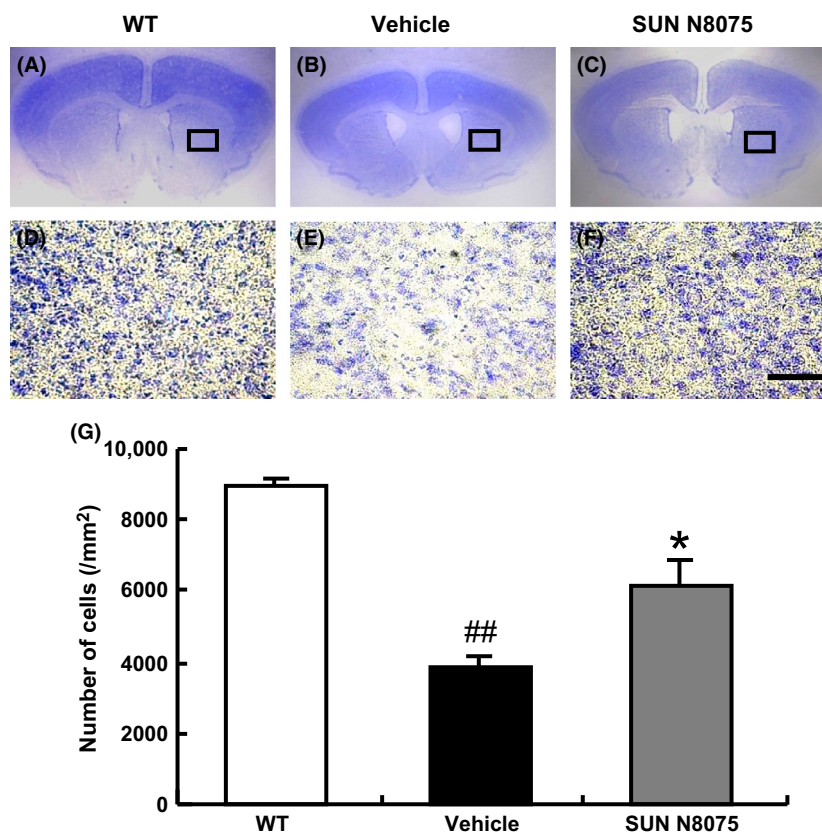 WT Vehicle SUN N8075
(A) (B) (C)
(D) (E) (F)
(G)
10,000
8000
6000
4000
2000
0
Number of cells (/mm²)
##
*
WT Vehicle SUN N8075